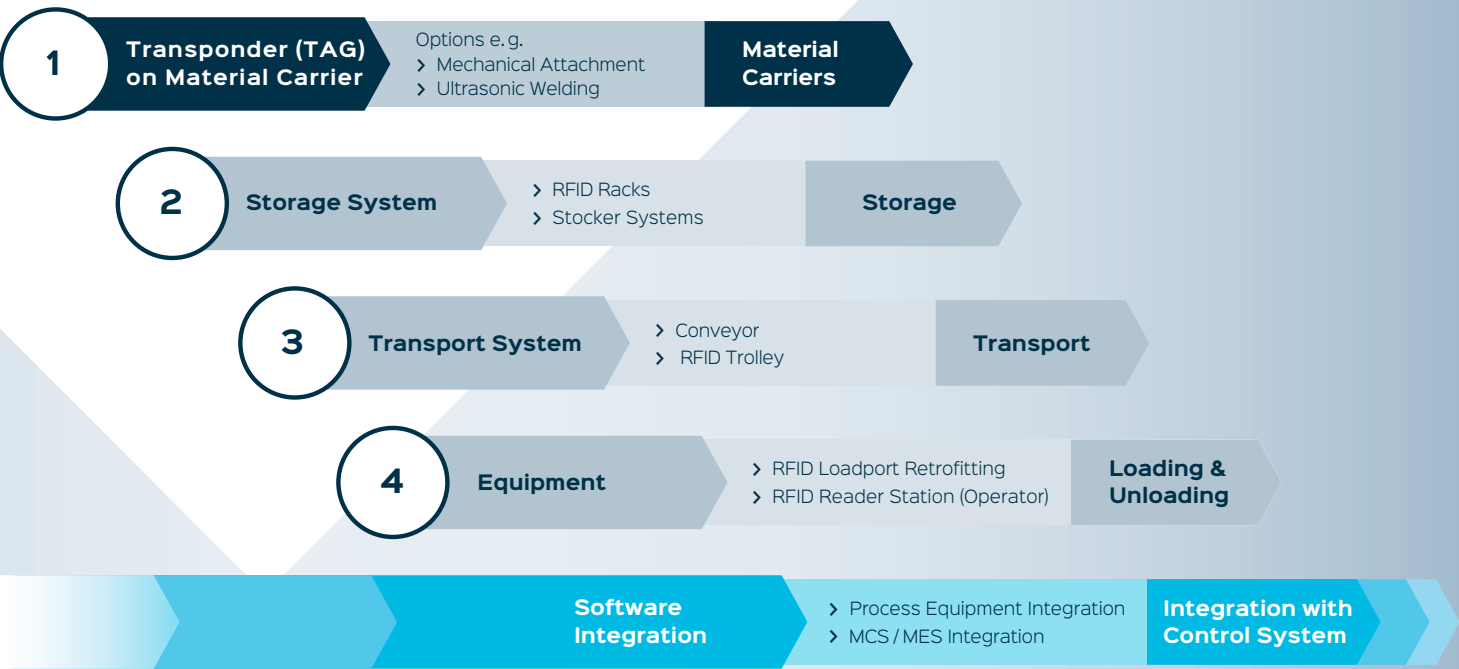 1
Transponder (TAG)
on Material Carrier
Options e. g.
> Mechanical Attachment
> Ultrasonic Welding
Material
Carriers
2
Storage System
> RFID Racks
> Stocker Systems
Storage
3
Transport System
> Conveyor
> RFID Trolley
Transport
4
Equipment
> RFID Loadport Retrofitting
> RFID Reader Station (Operator)
Loading &
Unloading
Software
Integration
> Process Equipment Integration
> MCS / MES Integration
Integration with
Control System